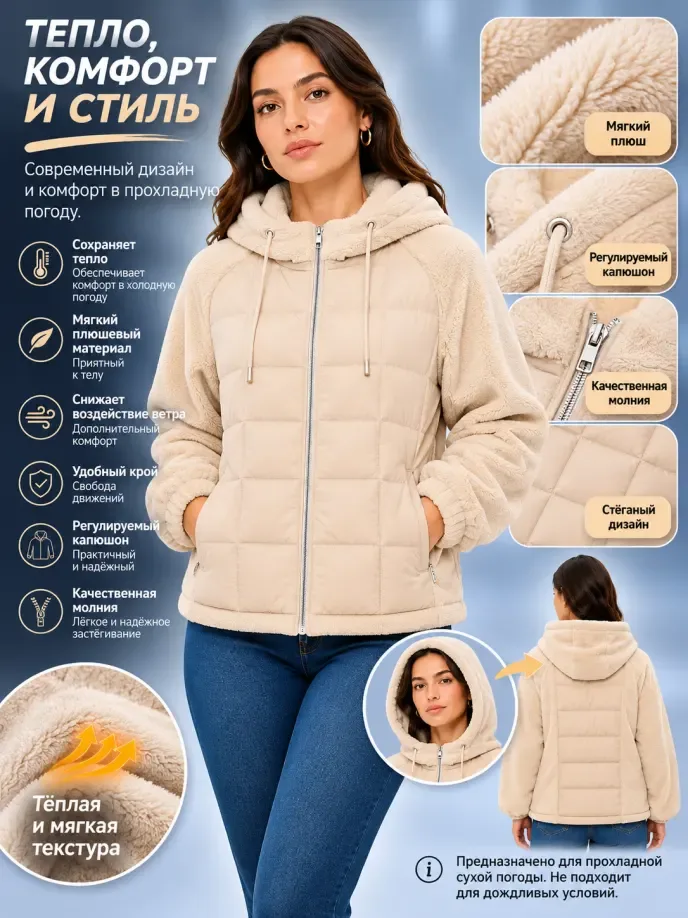 ТЕПЛО,
КОМФОРТ
И СТИЛЬ
Современный дизайн
и комфорт в прохладную
погоду.
Сохраняет
тепло
Обеспечивает
комфорт в холодную
погоду
Мягкий
плюшевый
материал
Приятный
к телу
Снижает
воздействие ветра
Дополнительный
комфорт
Удобный крой
Свобода
движений
Регулируемый
капюшон
Практичный
и надёжный
Качественная
молния
Лёгкое и надёжное
застёгивание
Тёплая
и мягкая
текстура
Мягкий
плюш
Регулируемый
капюшон
Качественная
молния
Стёганый
дизайн
Предназначено для прохладной
сухой погоды. Не подходит
для дождливых условий.